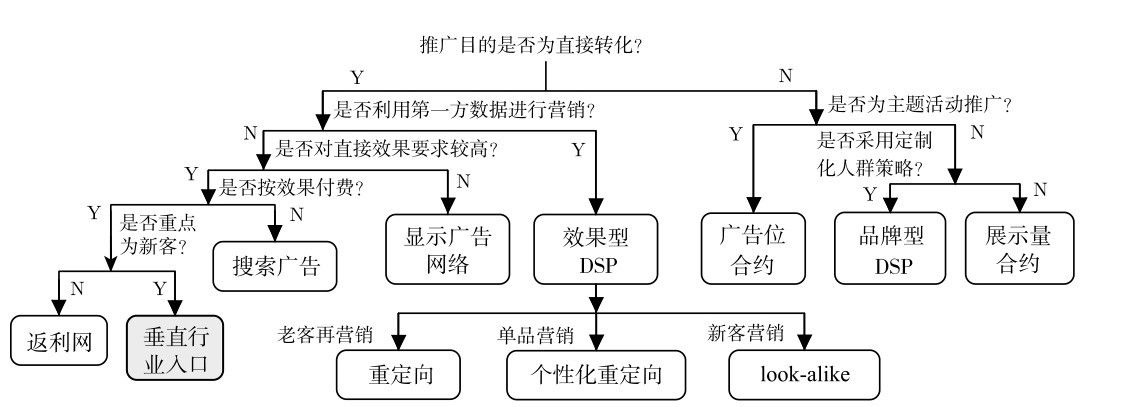 推广目的是否为直接转化?
Y
N
是否利用第一方数据进行营销?
是否为主题活动推广?
N
是否对直接效果要求较高?
Y
Y
是否采用定制
化人群策略?
N
Y
是否按效果付费?
N
Y
N
Y
是否重点
为新客?
N
搜索广告
显示广告
网络
效果型
DSP
广告位
合约
品牌型
DSP
展示量
合约
N
Y
返利网
垂直行
业入口
老客再营销
单品营销
新客营销
重定向
个性化重定向
look-alike